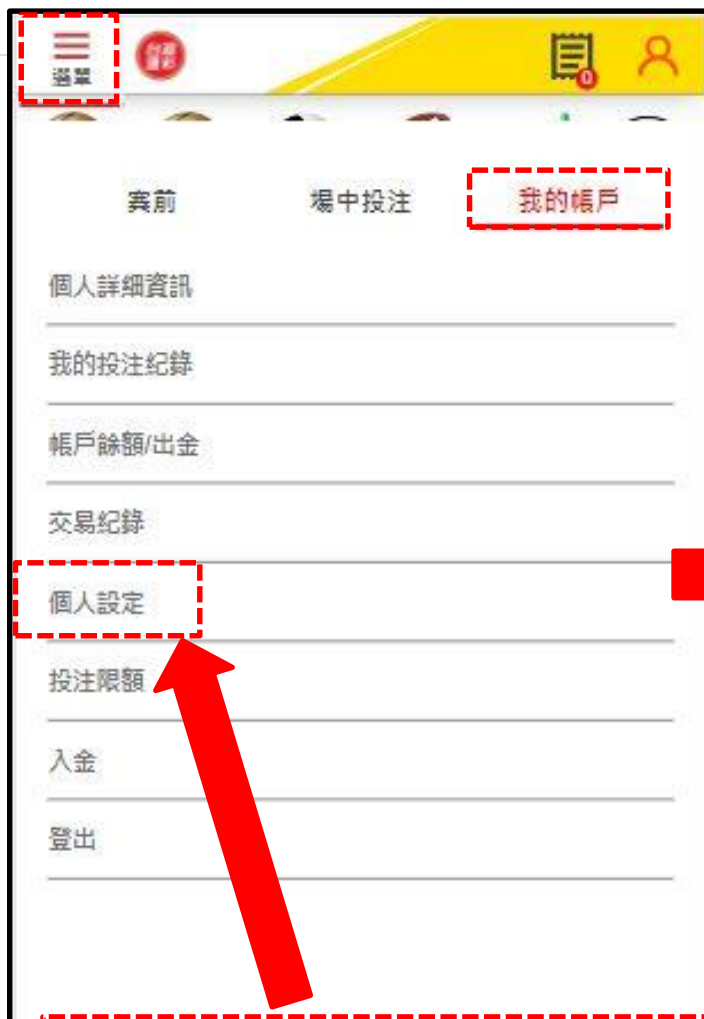 選單
0
賽前 場中投注 我的帳戶
個人詳細資訊
我的投注紀錄
帳戶餘額/出金
交易紀錄
個人設定
投注限額
入金
登出